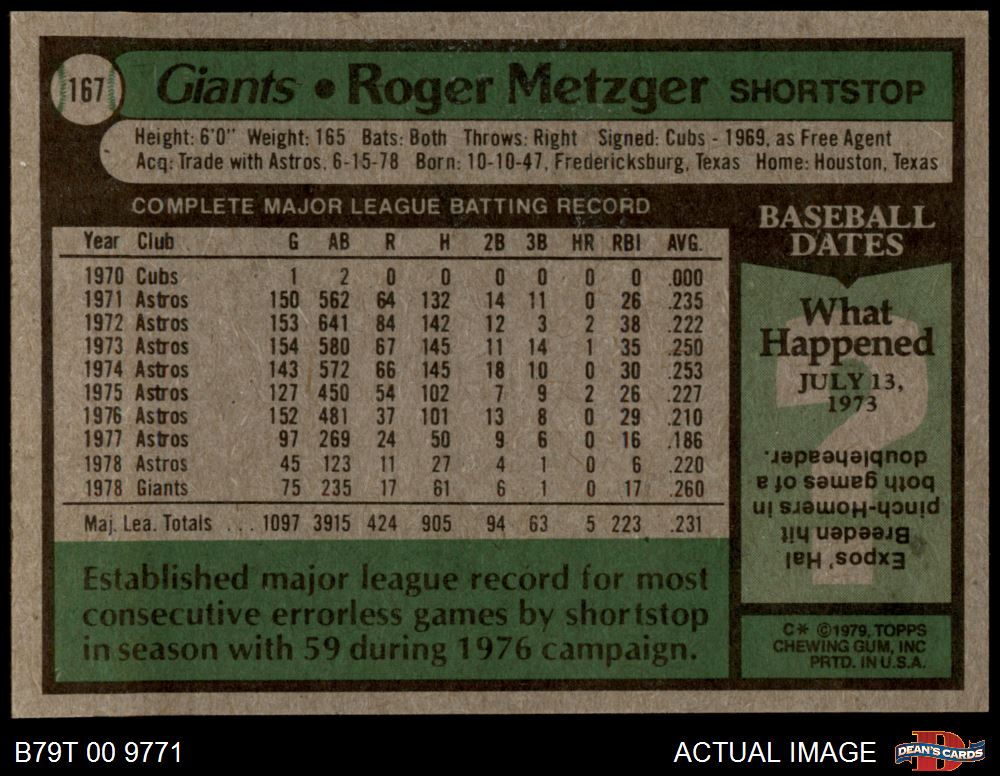 167
Giants • Roger Metzger SHORTSTOP
Height: 6'0" Weight: 165 Bats: Both Throws: Right Signed: Cubs - 1969, as Free Agent
Acq: Trade with Astros, 6-15-78 Born: 10-10-47, Fredericksburg, Texas Home: Houston, Texas
COMPLETE MAJOR LEAGUE BATTING RECORD
Year Club G AB R H 2B 3B HR RBI AVG.
1970 Cubs 1 2 0 0 0 0 0 0 .000
1971 Astros 150 562 64 132 14 11 0 26 .235
1972 Astros 153 641 84 142 12 3 2 38 .222
1973 Astros 154 580 67 145 11 14 1 35 .250
1974 Astros 143 572 66 145 18 10 0 30 .253
1975 Astros 127 450 54 102 7 9 2 26 .227
1976 Astros 152 481 37 101 13 8 0 29 .210
1977 Astros 97 269 24 50 9 6 0 16 .186
1978 Astros 45 123 11 27 4 1 0 6 .220
1978 Giants 75 235 17 61 6 1 0 17 .260
Maj. Lea. Totals . . . 1097 3915 424 905 94 63 5 223 .231
Established major league record for most
consecutive errorless games by shortstop
in season with 59 during 1976 campaign.
BASEBALL
DATES
What
Happened
JULY 13,
1973
Expos' Hal
Breeden hit
pinch-Homers in
both games of a
doubleheader.
C* ©1979, TOPPS
CHEWING GUM, INC
PRTD. IN U.S.A.
B79T 00 9771
ACTUAL IMAGE
DEAN'S CARDS